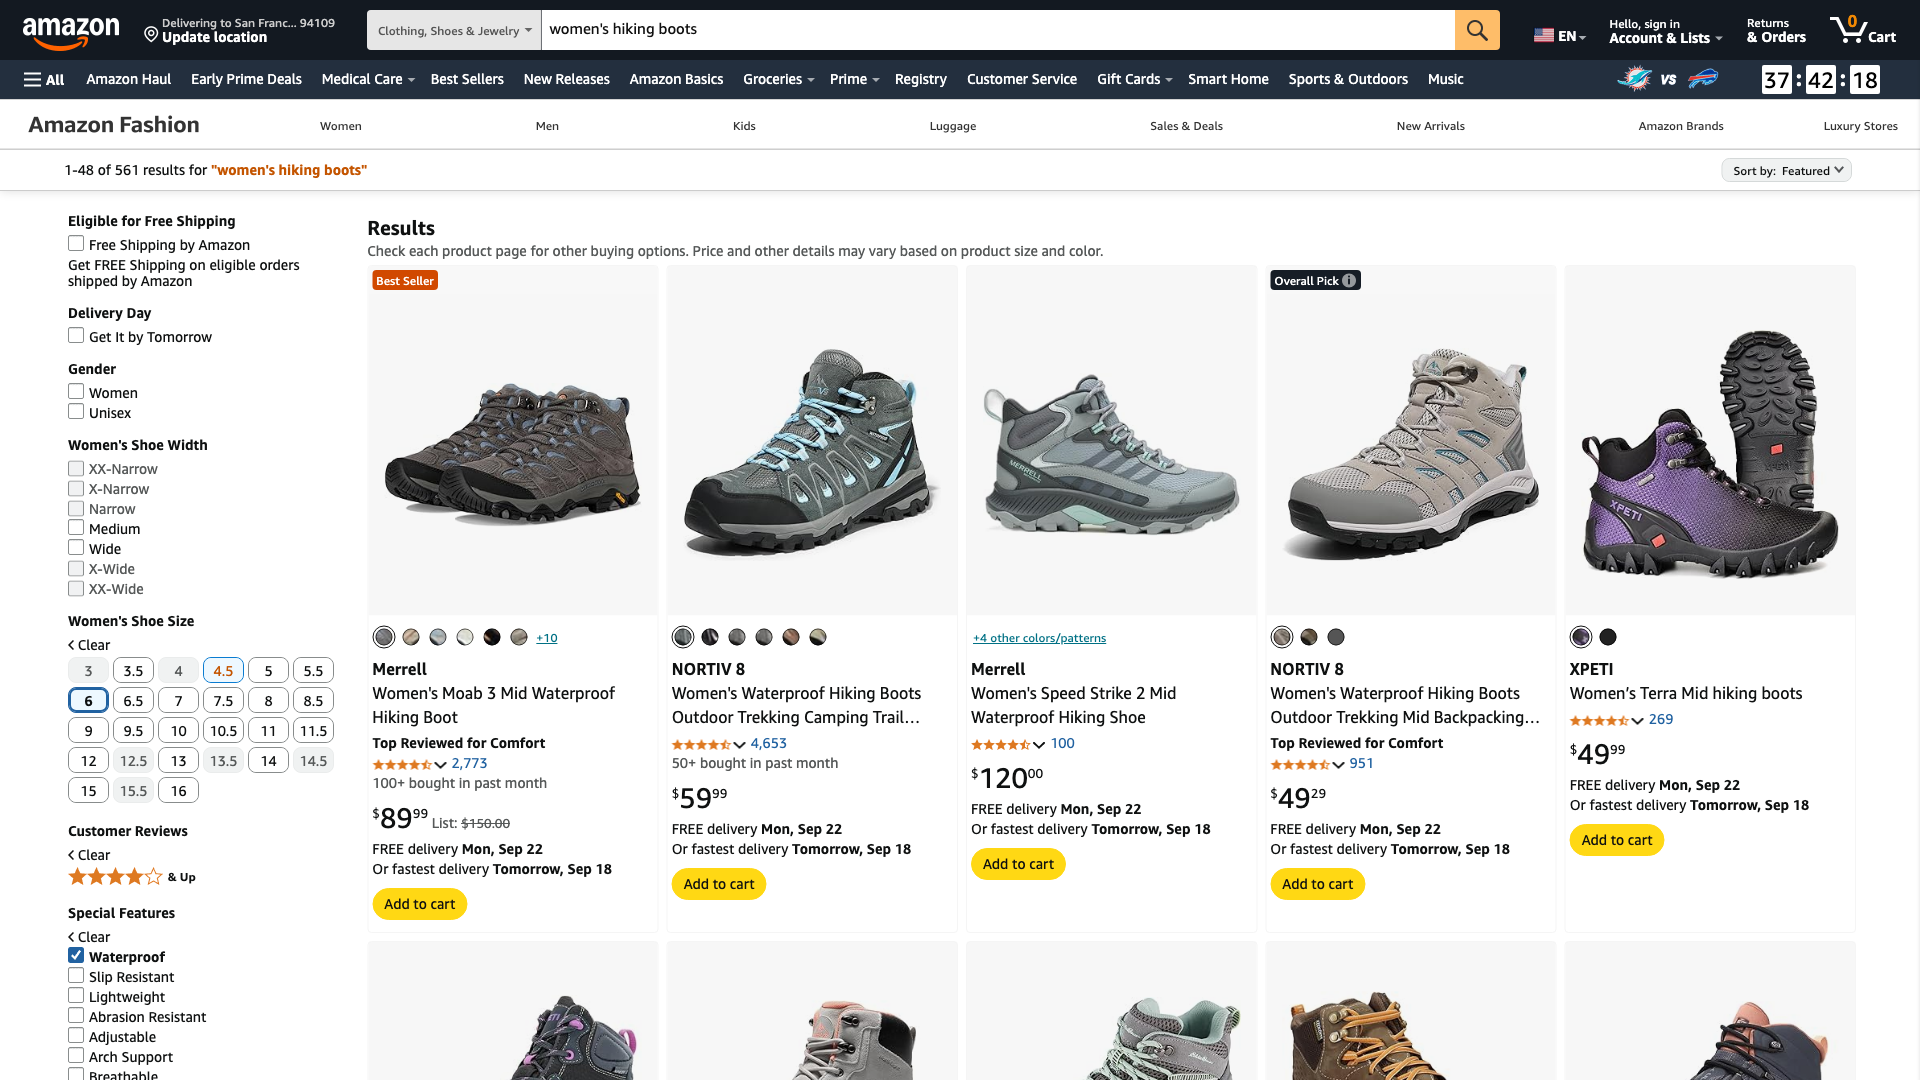 amazon
Delivering to San Franc... 94109
Update location
Clothing, Shoes & Jewelry
women's hiking boots
EN
Hello, sign in
Account & Lists
Returns
& Orders
0
Cart
All
Amazon Haul
Early Prime Deals
Medical Care
Best Sellers
New Releases
Amazon Basics
Groceries
Prime
Registry
Customer Service
Gift Cards
Smart Home
Sports & Outdoors
Music
VS
37 : 42 : 18
Amazon Fashion
Women
Men
Kids
Luggage
Sales & Deals
New Arrivals
Amazon Brands
Luxury Stores
1-48 of 561 results for "women's hiking boots"
Sort by: Featured
Eligible for Free Shipping
Free Shipping by Amazon
Get FREE Shipping on eligible orders
shipped by Amazon
Delivery Day
Get It by Tomorrow
Gender
Women
Unisex
Women's Shoe Width
XX-Narrow
X-Narrow
Narrow
Medium
Wide
X-Wide
XX-Wide
Women's Shoe Size
Clear
3 3.5 4 4.5 5 5.5
6 6.5 7 7.5 8 8.5
9 9.5 10 10.5 11 11.5
12 12.5 13 13.5 14 14.5
15 15.5 16
Customer Reviews
Clear
& Up
Special Features
Clear
Waterproof
Slip Resistant
Lightweight
Abrasion Resistant
Adjustable
Arch Support
Breathable
Results
Check each product page for other buying options. Price and other details may vary based on product size and color.
Best Seller
+10
Merrell
Women's Moab 3 Mid Waterproof
Hiking Boot
Top Reviewed for Comfort
2,773
100+ bought in past month
$89.99 List: $150.00
FREE delivery Mon, Sep 22
Or fastest delivery Tomorrow, Sep 18
Add to cart
NORTIV 8
Women's Waterproof Hiking Boots
Outdoor Trekking Camping Trail…
4,653
50+ bought in past month
$59.99
FREE delivery Mon, Sep 22
Or fastest delivery Tomorrow, Sep 18
Add to cart
MERRELL
+4 other colors/patterns
Merrell
Women's Speed Strike 2 Mid
Waterproof Hiking Shoe
100
$120.00
FREE delivery Mon, Sep 22
Or fastest delivery Tomorrow, Sep 18
Add to cart
Overall Pick
NORTIV 8
Women's Waterproof Hiking Boots
Outdoor Trekking Mid Backpacking…
Top Reviewed for Comfort
951
$49.29
FREE delivery Mon, Sep 22
Or fastest delivery Tomorrow, Sep 18
Add to cart
XPETI
XPETI
XPETI
Women’s Terra Mid hiking boots
269
$49.99
FREE delivery Mon, Sep 22
Or fastest delivery Tomorrow, Sep 18
Add to cart